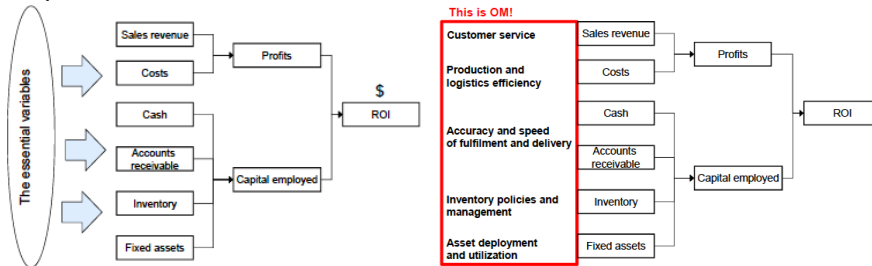 The essential variables
Sales revenue
Costs
Cash
Accounts
receivable
Inventory
Fixed assets
Profits
Capital employed
$
ROI
This is OM!
Customer service
Production and
logistics efficiency
Accuracy and speed
of fulfilment and delivery
Inventory policies and
management
Asset deployment
and utilization
Sales revenue
Costs
Cash
Accounts
receivable
Inventory
Fixed assets
Profits
Capital employed
ROI